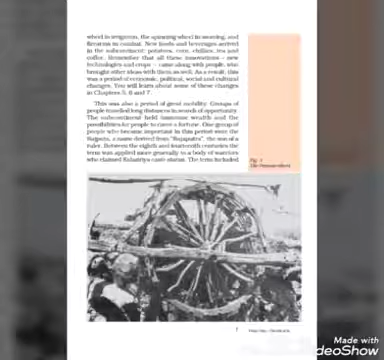 wheel in irrigation, the spinning wheel in weaving, and
firearms in combat. New foods and beverages arrived
in the subcontinent: potatoes, corn, chillies, tea and
coffee. Remember that all these innovations – new
technologies and crops – came along with people, who
brought other ideas with them as well. As a result, this
was a period of economic, political, social and cultural
changes. You will learn about some of these changes
in Chapters 5, 6 and 7.
This was also a period of great mobility. Groups of
people travelled long distances in search of opportunity.
The subcontinent held immense wealth and the
possibilities for people to carve a fortune. One group of
people who became important in this period were the
Rajputs, a name derived from "Rajaputra", the son of a
ruler. Between the eighth and fourteenth centuries the
term was applied more generally to a body of warriors
who claimed Kshatriya caste status. The term included
Fig. 3
The Persian wheel.
Made with
VideoShow